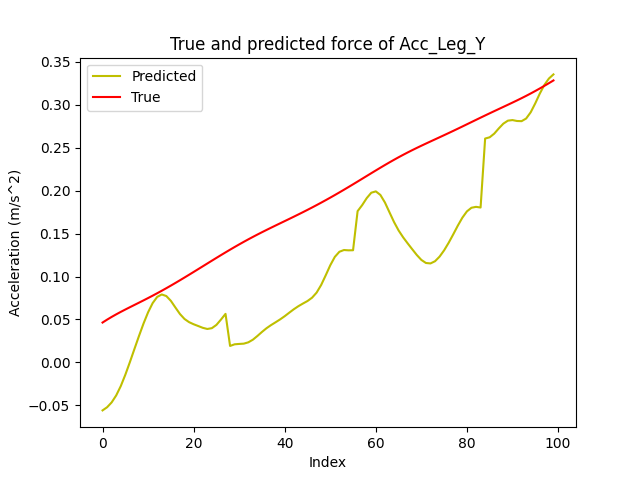 True and predicted force of Acc_Leg_Y
Predicted
True
Acceleration (m/s^2)
0.35
0.30
0.25
0.20
0.15
0.10
0.05
0.00
−0.05
0 20 40 60 80 100
Index